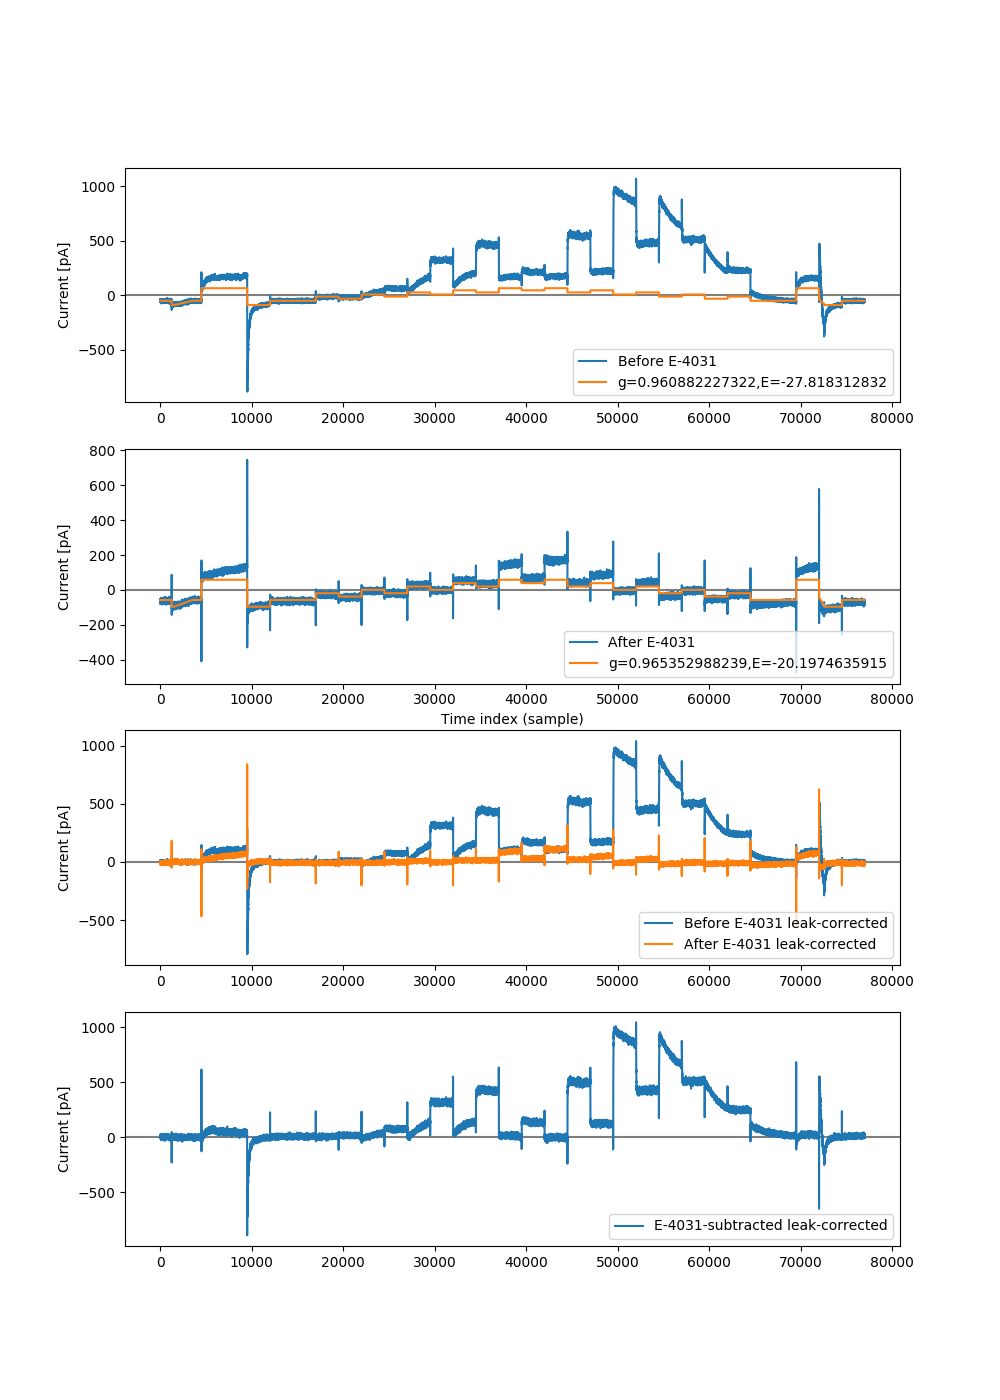 1000
500
0
−500
Current [pA]
Before E-4031
g=0.960882227322,E=-27.818312832
0 10000 20000 30000 40000 50000 60000 70000 80000
800
600
400
200
0
−200
−400
Current [pA]
After E-4031
g=0.965352988239,E=-20.1974635915
0 10000 20000 30000 40000 50000 60000 70000 80000
Time index (sample)
1000
500
0
−500
Current [pA]
Before E-4031 leak-corrected
After E-4031 leak-corrected
0 10000 20000 30000 40000 50000 60000 70000 80000
1000
500
0
−500
Current [pA]
E-4031-subtracted leak-corrected
0 10000 20000 30000 40000 50000 60000 70000 80000